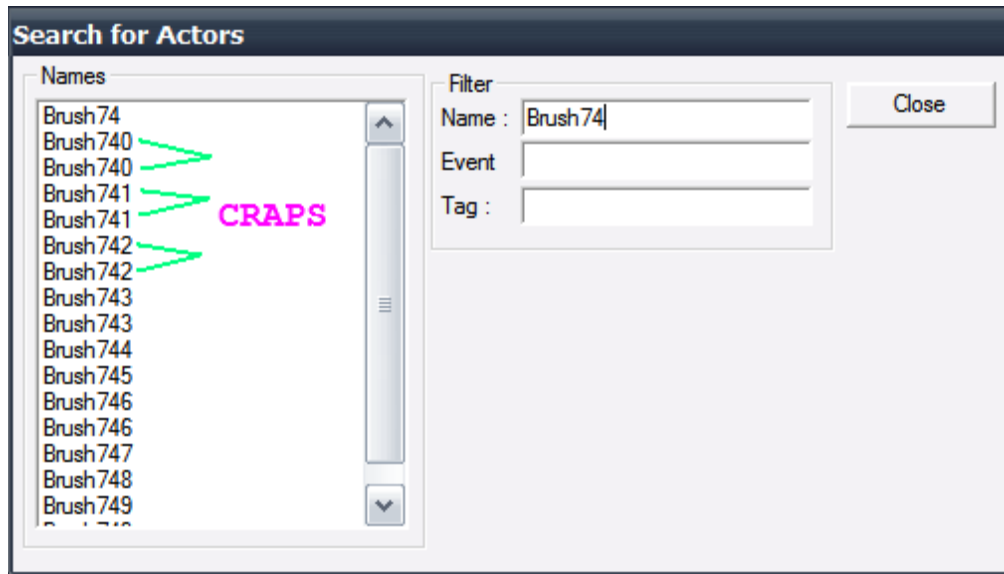 Search for Actors
Names
Brush74
Brush740
Brush740
Brush741
Brush741
Brush742
Brush742
Brush743
Brush743
Brush744
Brush745
Brush746
Brush746
Brush747
Brush748
Brush749
CRAPS
Filter
Name : Brush74
Event
Tag :
Close